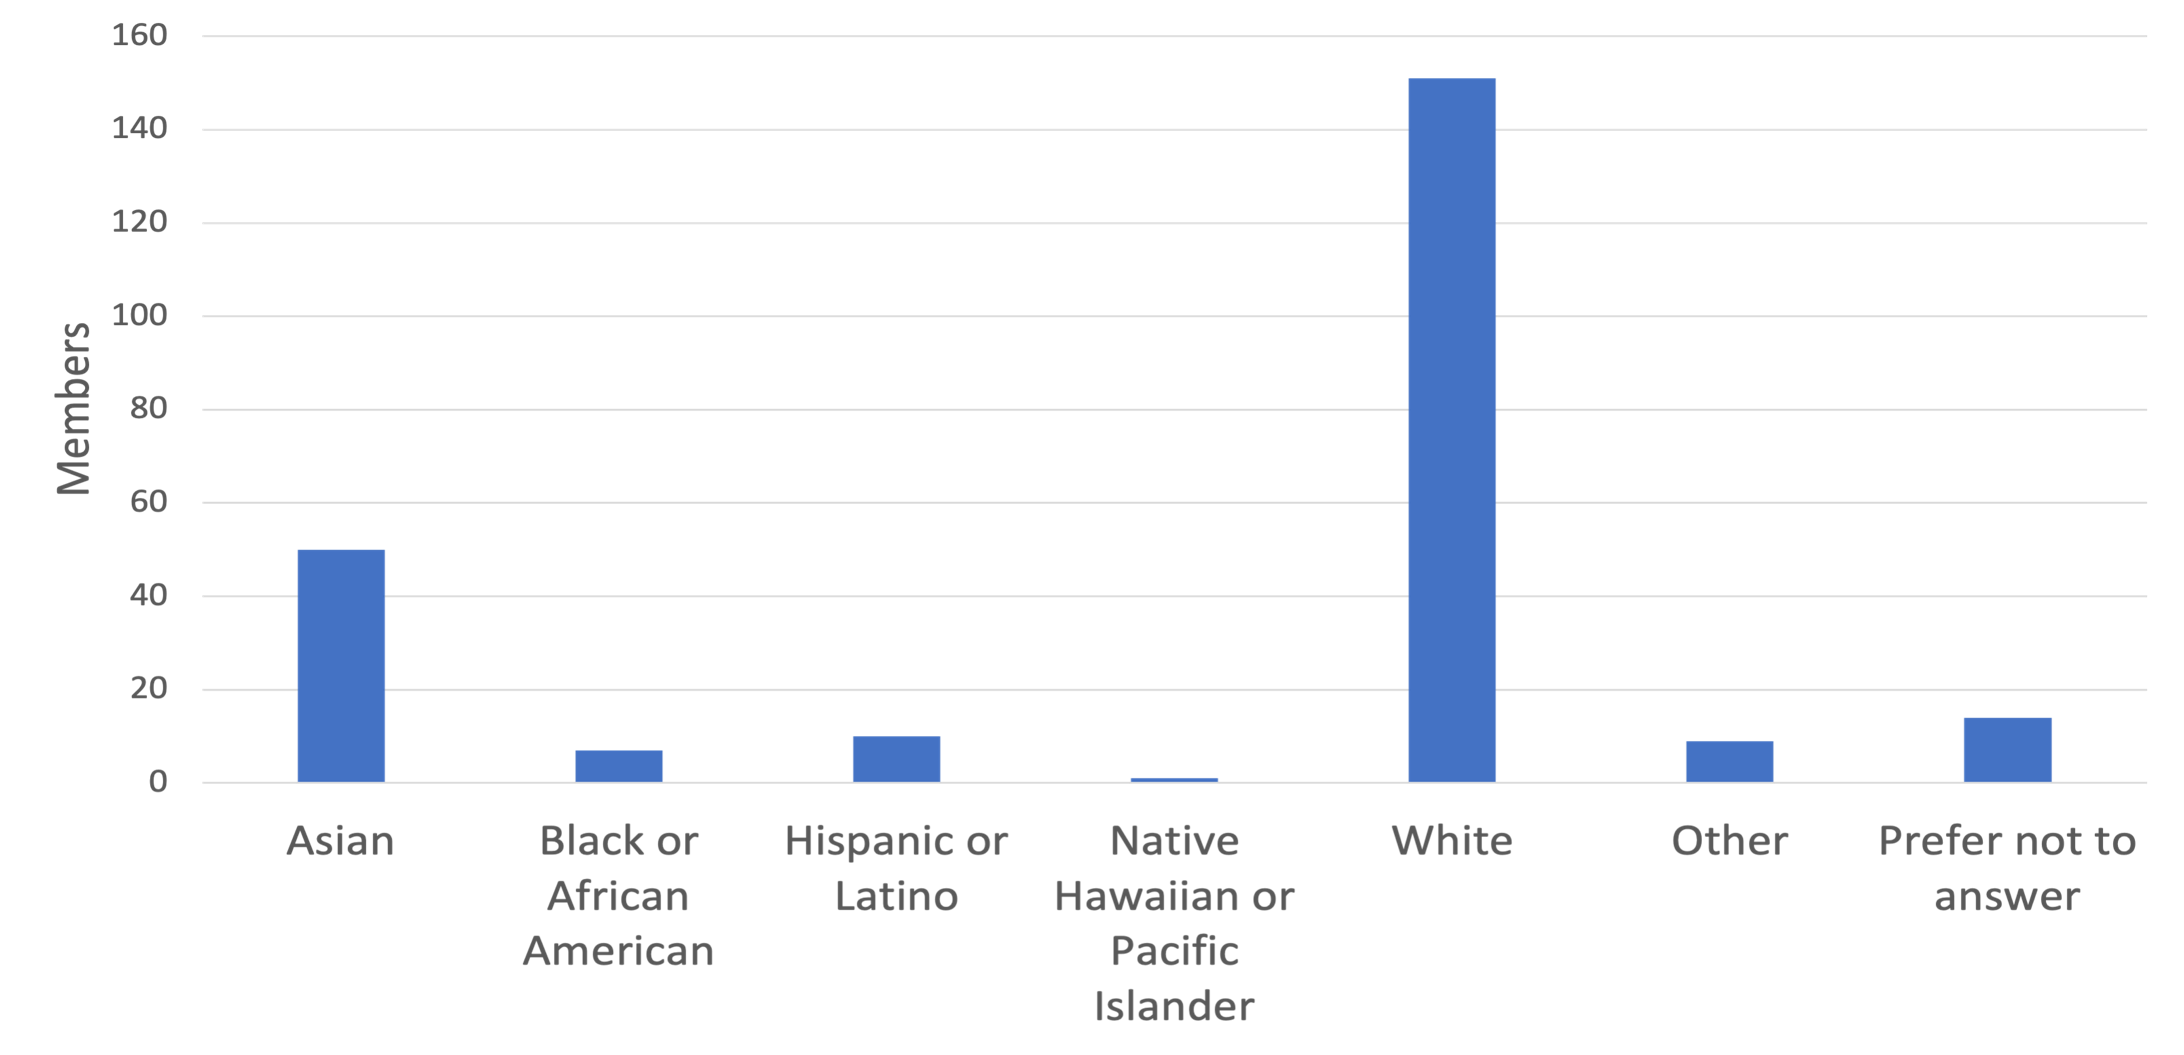 160
140
120
100
80
60
40
20
0
Members
Asian
Black or
African
American
Hispanic or
Latino
Native
Hawaiian or
Pacific
Islander
White
Other
Prefer not to
answer